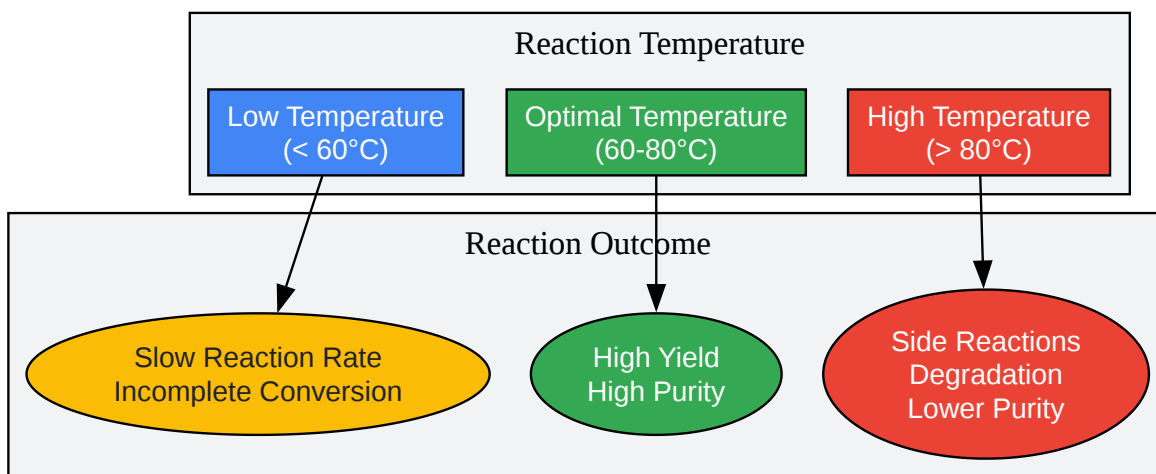 Reaction Temperature
Low Temperature
(< 60°C)
Optimal Temperature
(60-80°C)
High Temperature
(> 80°C)
Reaction Outcome
Slow Reaction Rate
Incomplete Conversion
High Yield
High Purity
Side Reactions
Degradation
Lower Purity